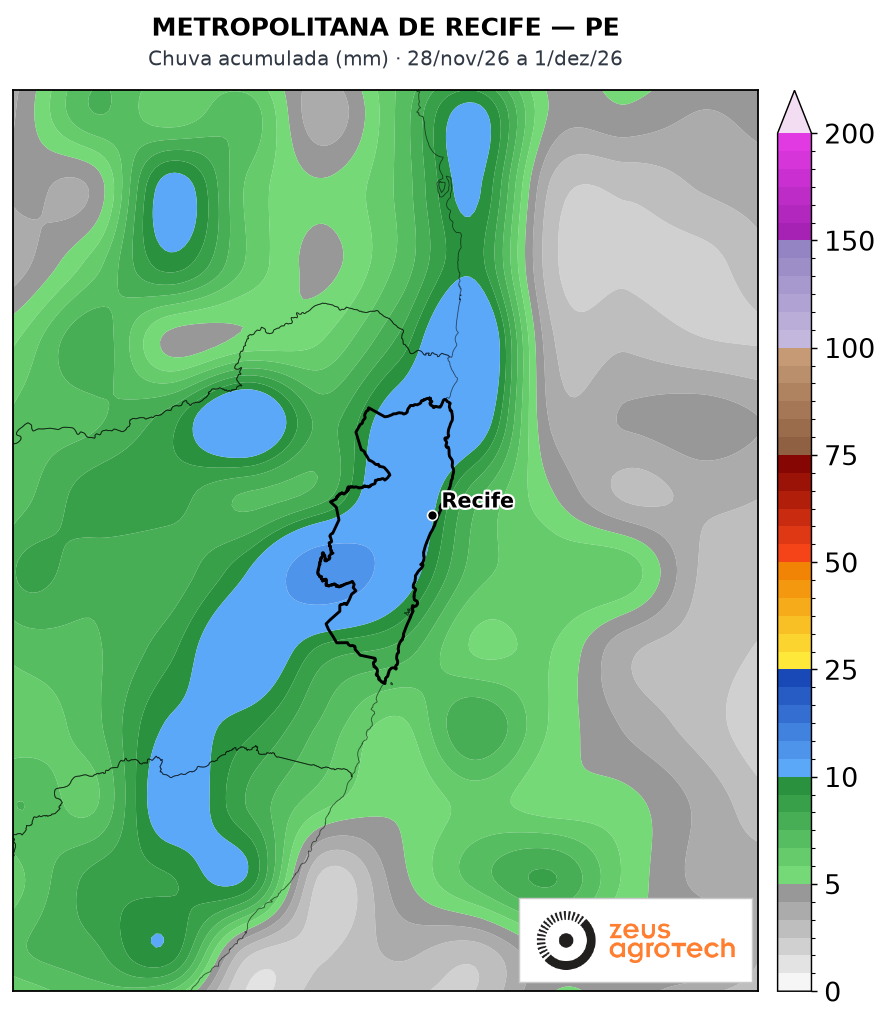 METROPOLITANA DE RECIFE — PE
Chuva acumulada (mm) · 28/nov/26 a 1/dez/26
200
150
100
75
50
25
10
5
0
Recife
zeus
agrotech